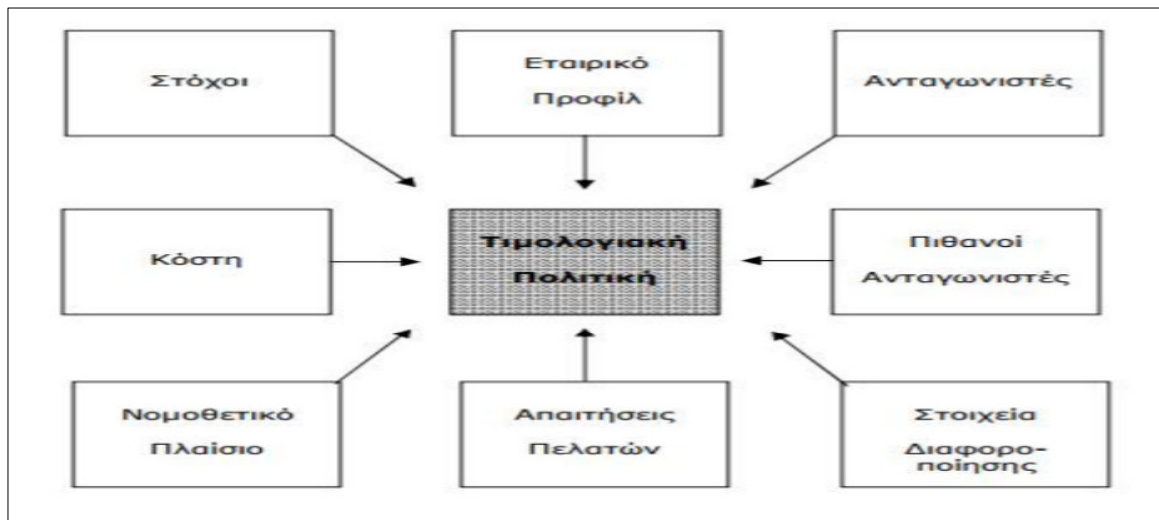 Στόχοι
Εταιρικό
Προφίλ
Ανταγωνιστές
Κόστη
Τιμολογιακή
Πολιτική
Πιθανοί
Ανταγωνιστές
Νομοθετικό
Πλαίσιο
Απαιτήσεις
Πελατών
Στοιχεία
Διαφορο-
ποίησης